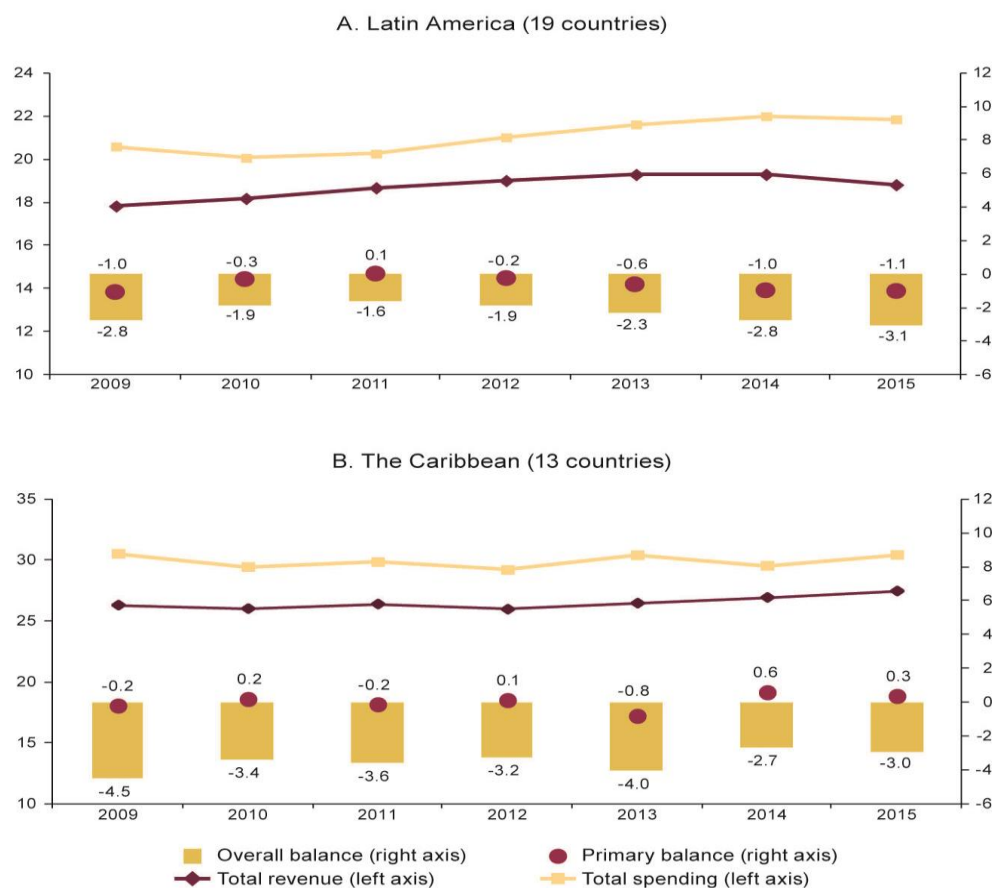 A. Latin America (19 countries)
24 12
22 10
20 8
18 6
16 4
14 2
12 0
10 -2
-4
-6
-1.0 -0.3 0.1 -0.2 -0.6 -1.0 -1.1
-2.8 -1.9 -1.6 -1.9 -2.3 -2.8 -3.1
2009 2010 2011 2012 2013 2014 2015
B. The Caribbean (13 countries)
35 12
30 10
25 8
20 6
15 4
10 2
0
-2
-4
-6
-0.2 0.2 -0.2 0.1 -0.8 0.6 0.3
-4.5 -3.4 -3.6 -3.2 -4.0 -2.7 -3.0
2009 2010 2011 2012 2013 2014 2015
Overall balance (right axis) Primary balance (right axis)
Total revenue (left axis) Total spending (left axis)